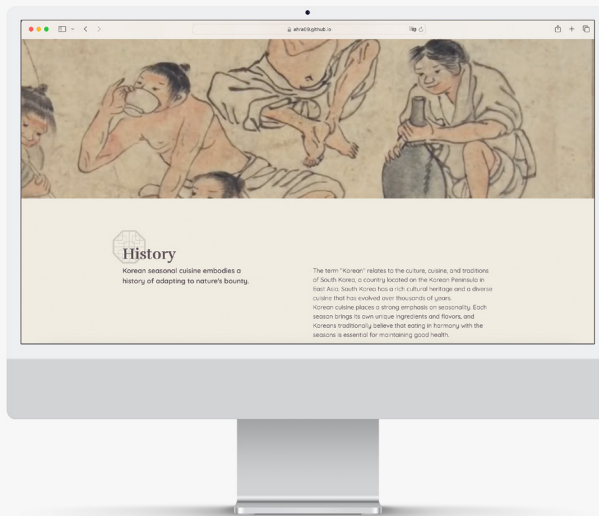 History
Korean seasonal cuisine embodies a
history of adapting to nature's bounty.
The term "Korean" relates to the culture, cuisine, and traditions
of South Korea, a country located on the Korean Peninsula in
East Asia. South Korea has a rich cultural heritage and a diverse
cuisine that has evolved over thousands of years.
Korean cuisine places a strong emphasis on seasonality. Each
season brings its own unique ingredients and flavors, and
Koreans traditionally believe that eating in harmony with the
seasons is essential for maintaining good health.